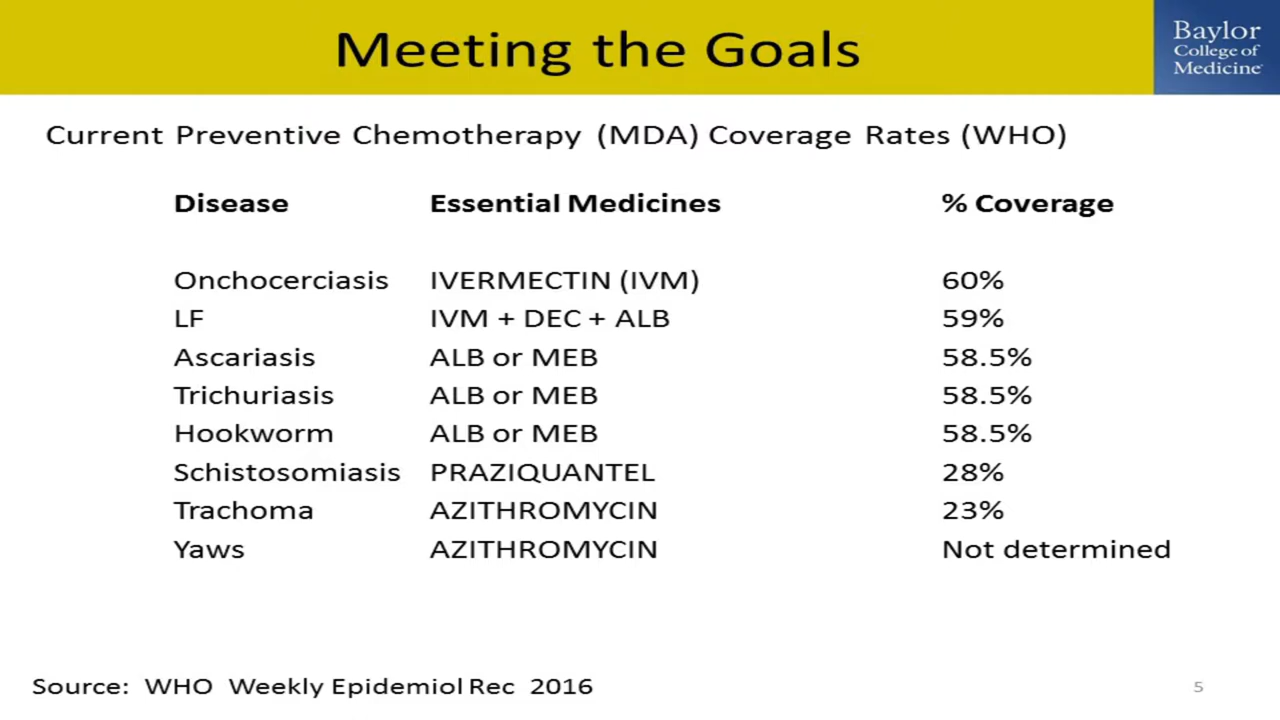 Meeting the Goals
Baylor
College of
Medicine
Current Preventive Chemotherapy (MDA) Coverage Rates (WHO)
Disease Essential Medicines % Coverage
Onchocerciasis IVERMECTIN (IVM) 60%
LF IVM + DEC + ALB 59%
Ascariasis ALB or MEB 58.5%
Trichuriasis ALB or MEB 58.5%
Hookworm ALB or MEB 58.5%
Schistosomiasis PRAZIQUANTEL 28%
Trachoma AZITHROMYCIN 23%
Yaws AZITHROMYCIN Not determined
Source: WHO Weekly Epidemiol Rec 2016
5